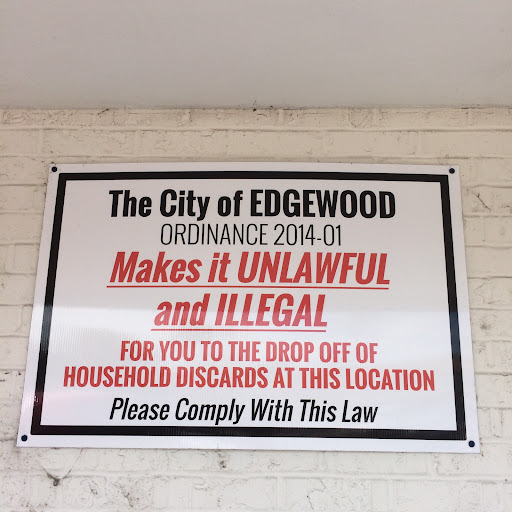 The City of EDGEWOOD
ORDINANCE 2014-01
Makes it UNLAWFUL
and ILLEGAL
FOR YOU TO THE DROP OFF OF
HOUSEHOLD DISCARDS AT THIS LOCATION
Please Comply With This Law